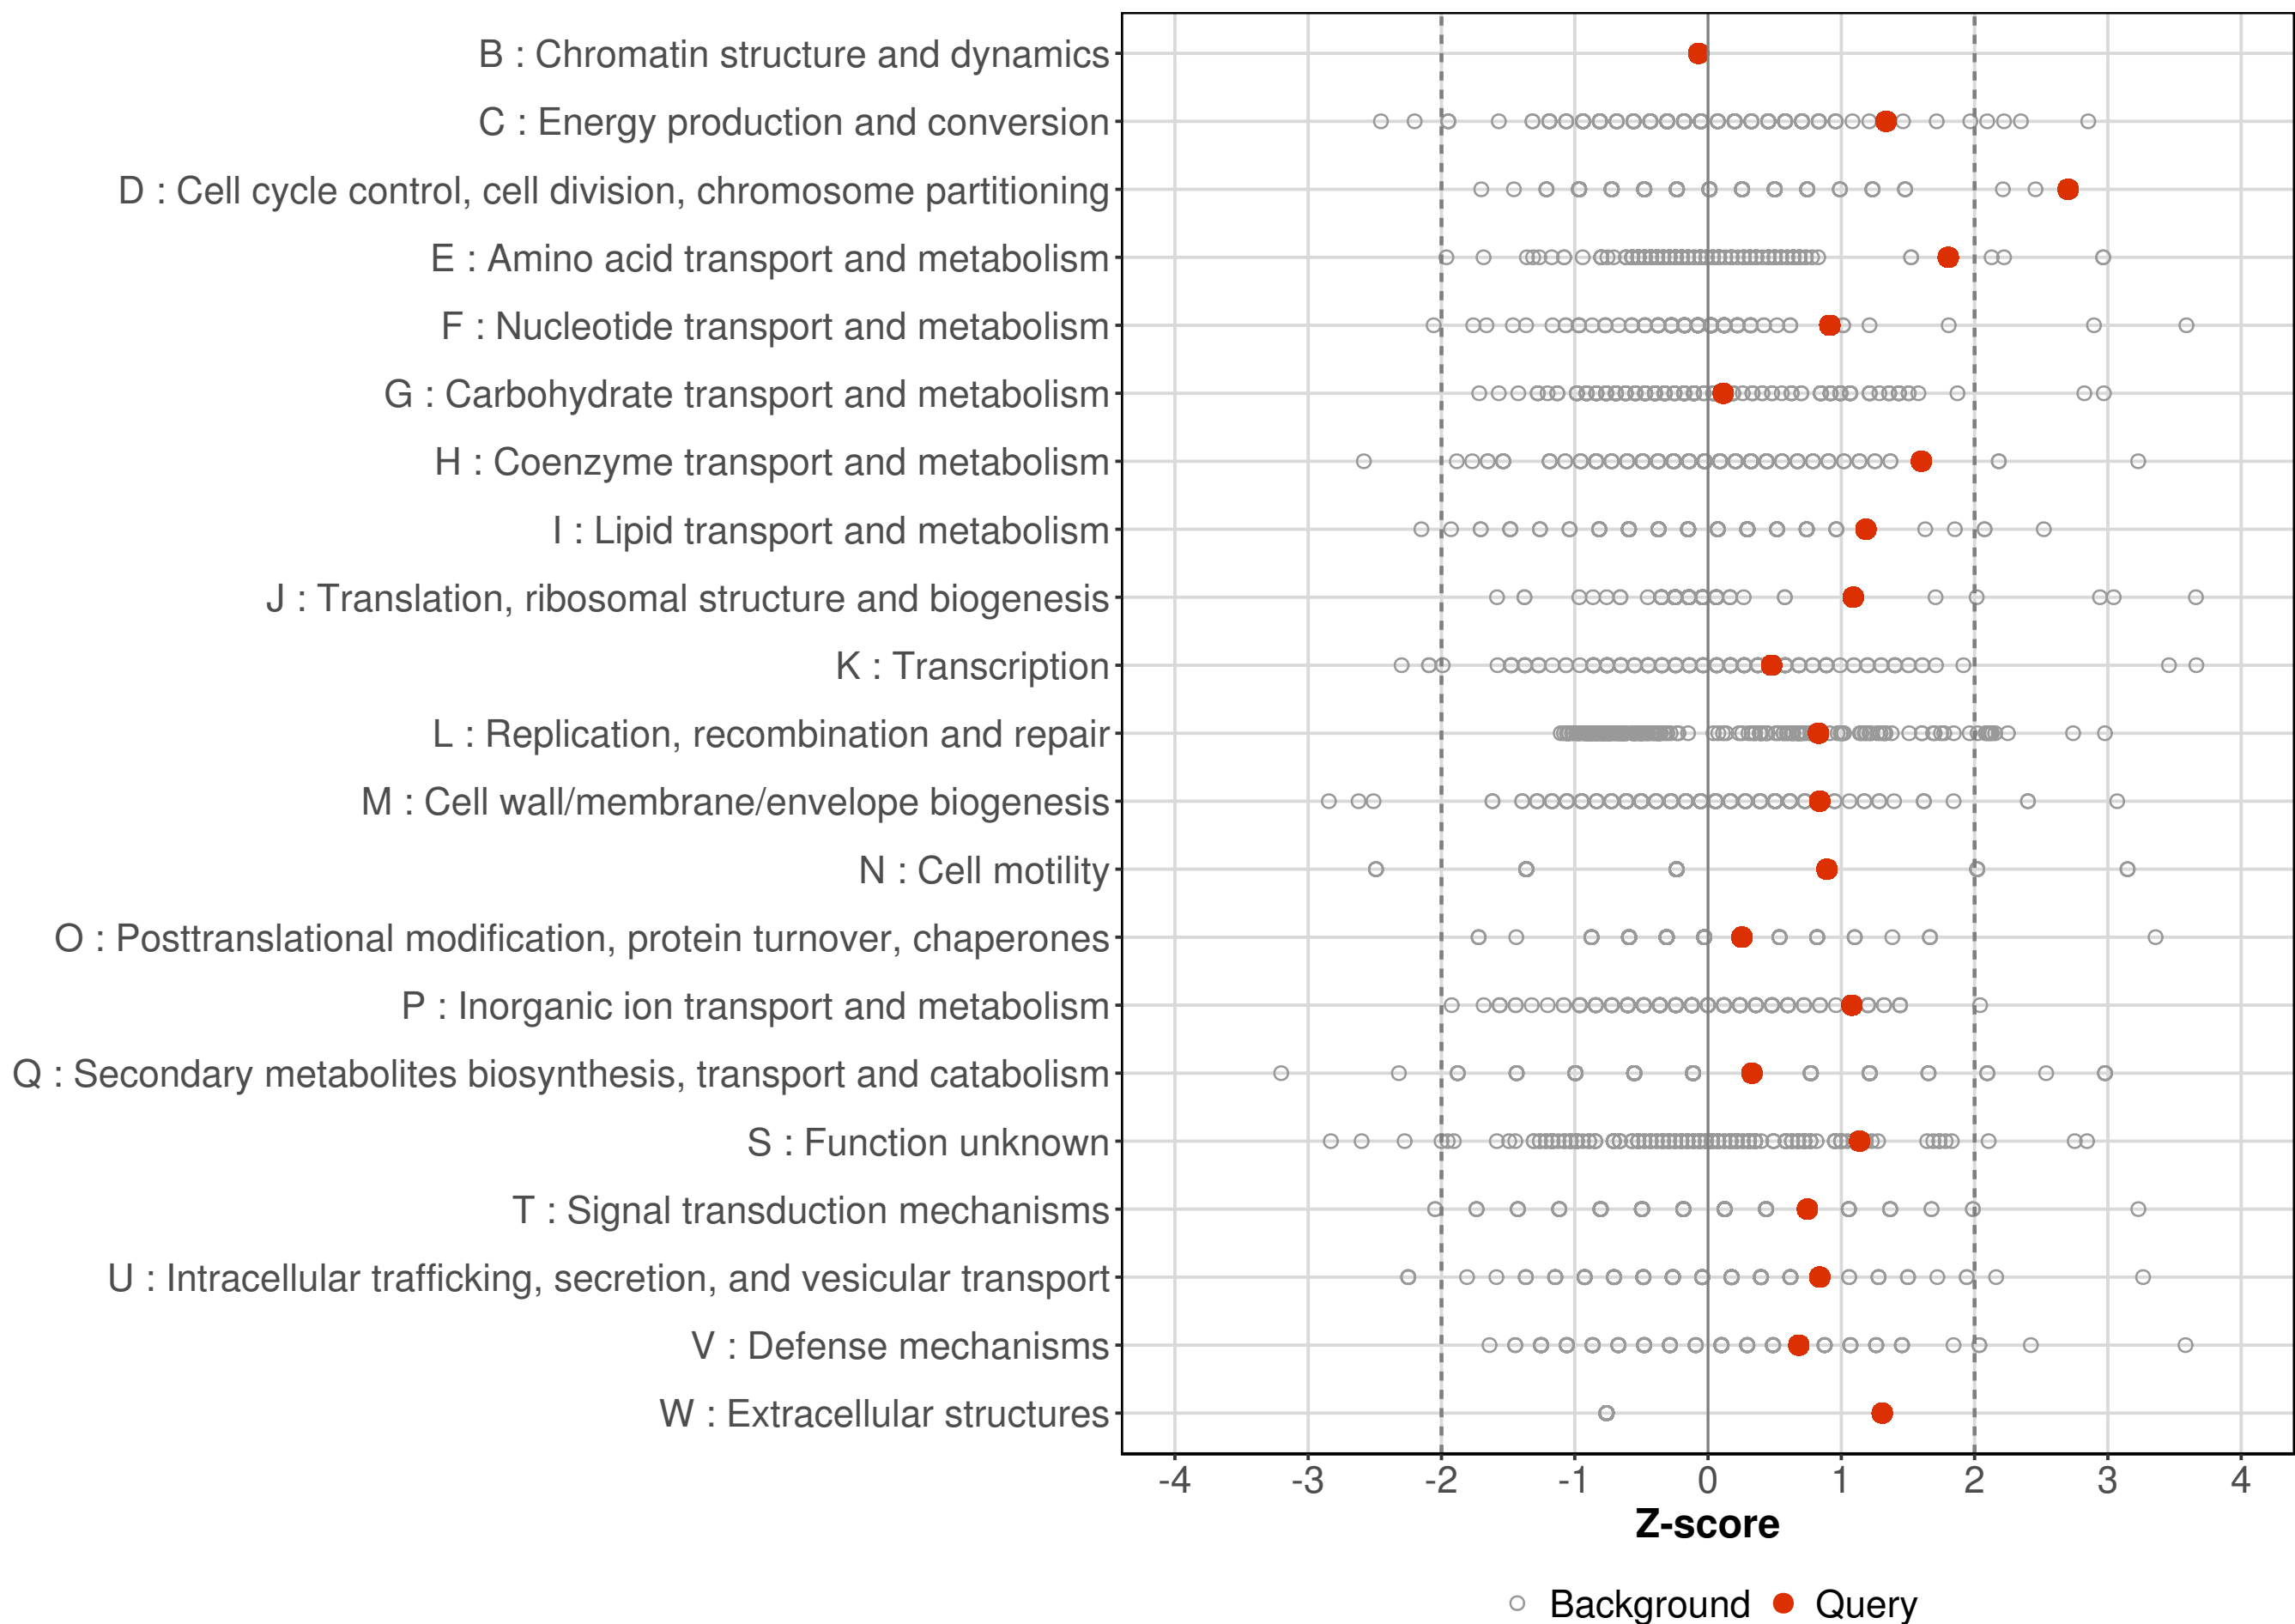 B : Chromatin structure and dynamics
C : Energy production and conversion
D : Cell cycle control, cell division, chromosome partitioning
E : Amino acid transport and metabolism
F : Nucleotide transport and metabolism
G : Carbohydrate transport and metabolism
H : Coenzyme transport and metabolism
I : Lipid transport and metabolism
J : Translation, ribosomal structure and biogenesis
K : Transcription
L : Replication, recombination and repair
M : Cell wall/membrane/envelope biogenesis
N : Cell motility
O : Posttranslational modification, protein turnover, chaperones
P : Inorganic ion transport and metabolism
Q : Secondary metabolites biosynthesis, transport and catabolism
S : Function unknown
T : Signal transduction mechanisms
U : Intracellular trafficking, secretion, and vesicular transport
V : Defense mechanisms
W : Extracellular structures
-4 -3 -2 -1 0 1 2 3 4
Z-score
Background Query